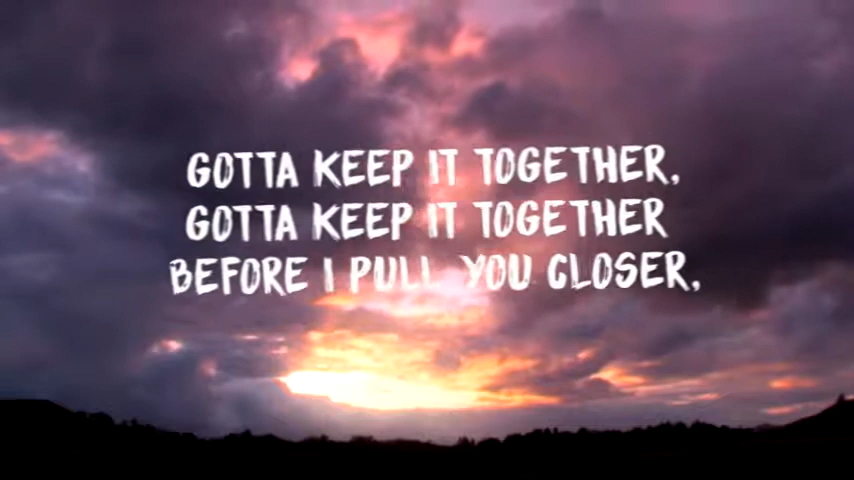 GOTTA KEEP IT TOGETHER,
GOTTA KEEP IT TOGETHER
BEFORE I PULL YOU CLOSER,